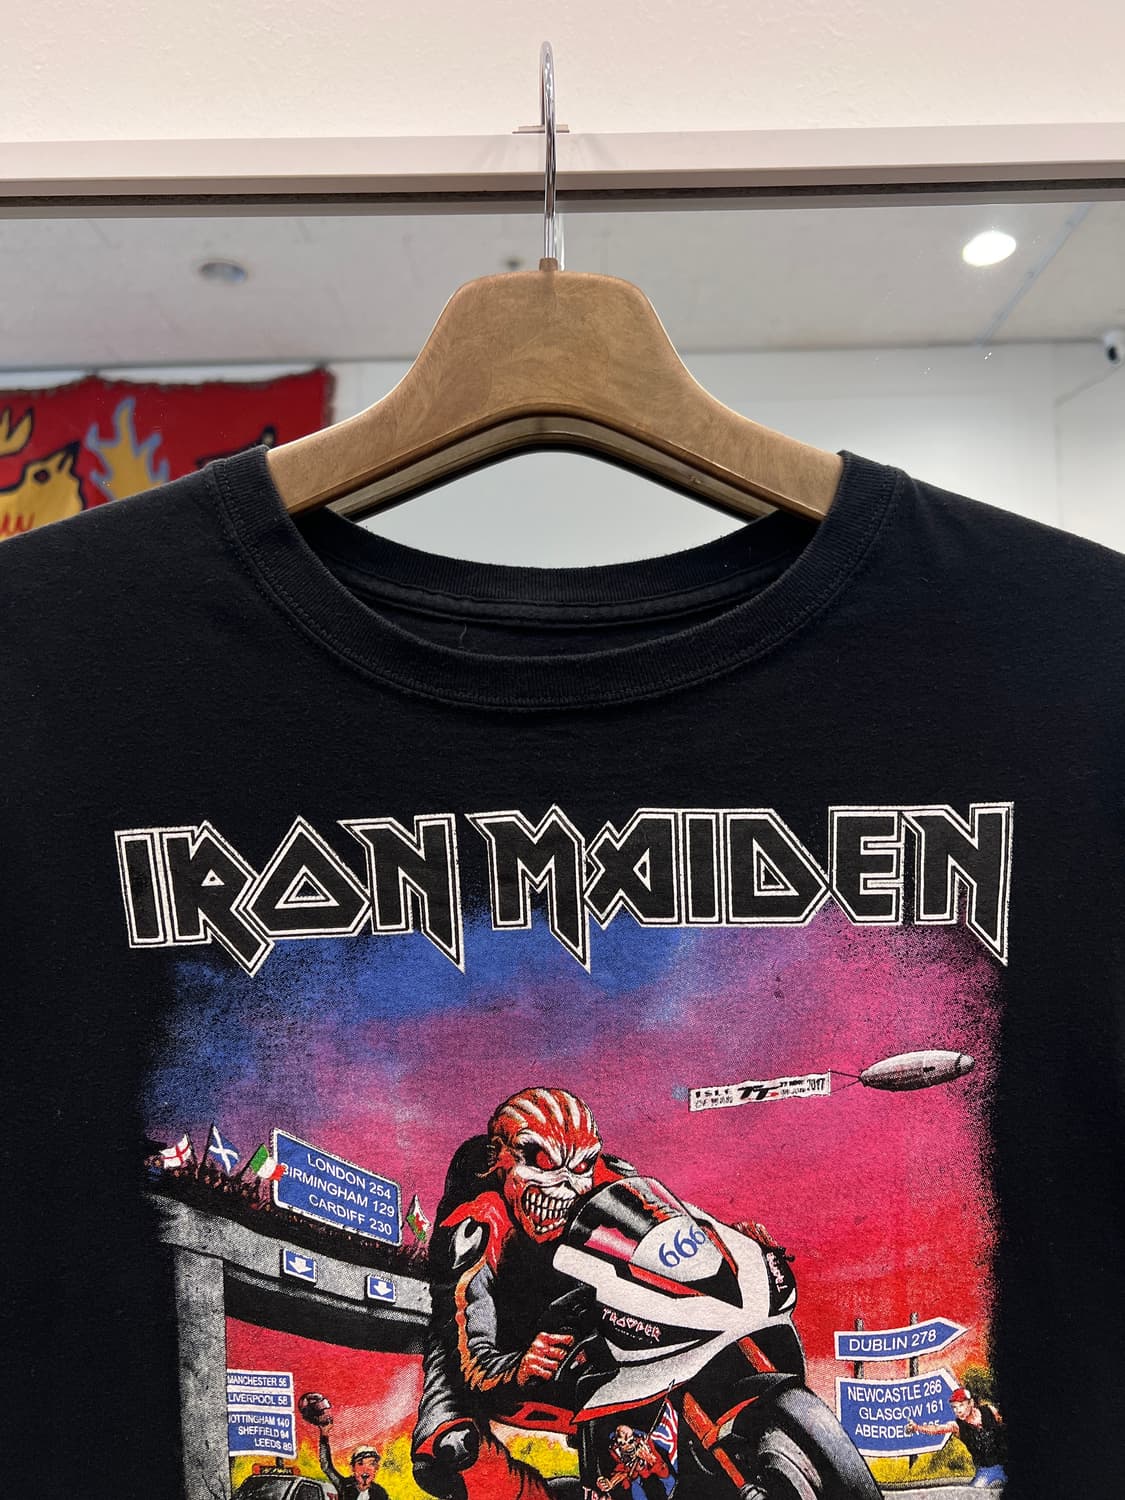 IRON MAIDEN
ISLE OF MAN TT 2017
LONDON 254
BIRMINGHAM 129
CARDIFF 230
666
TROOPER
DUBLIN 278
NEWCASTLE 266
GLASGOW 161
MANCHESTER 56
LIVERPOOL 58
NOTTINGHAM 140
SHEFFIELD 94
LEEDS 89